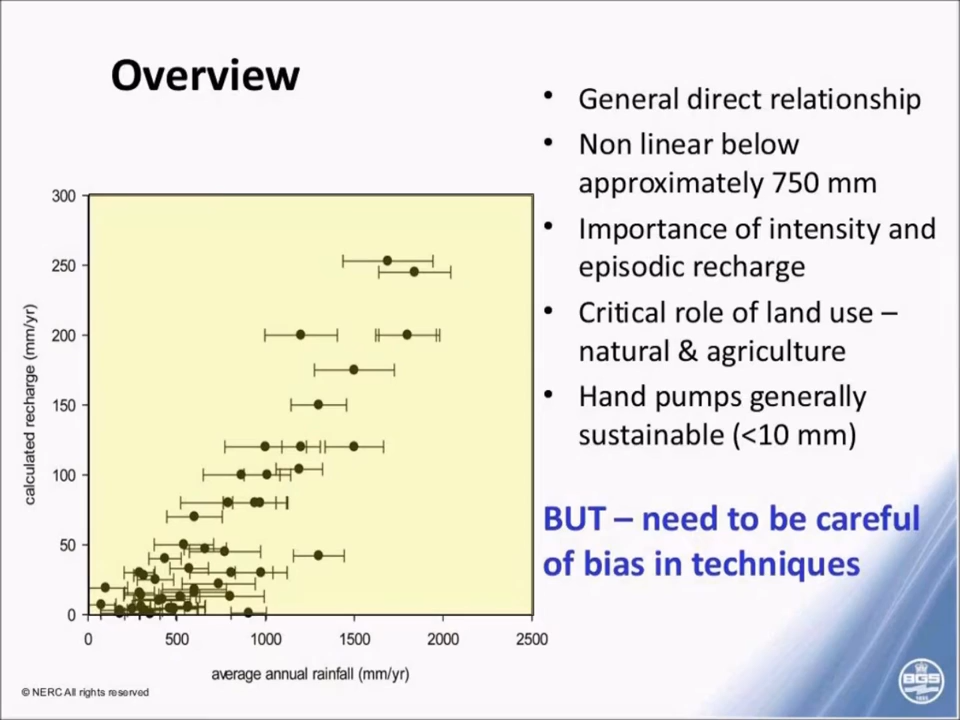 Overview
• General direct relationship
• Non linear below
approximately 750 mm
• Importance of intensity and
episodic recharge
• Critical role of land use –
natural & agriculture
• Hand pumps generally
sustainable (<10 mm)
BUT – need to be careful
of bias in techniques
300
250
200
150
100
50
0
calculated recharge (mm/yr)
0 500 1000 1500 2000 2500
average annual rainfall (mm/yr)
© NERC All rights reserved
BGS